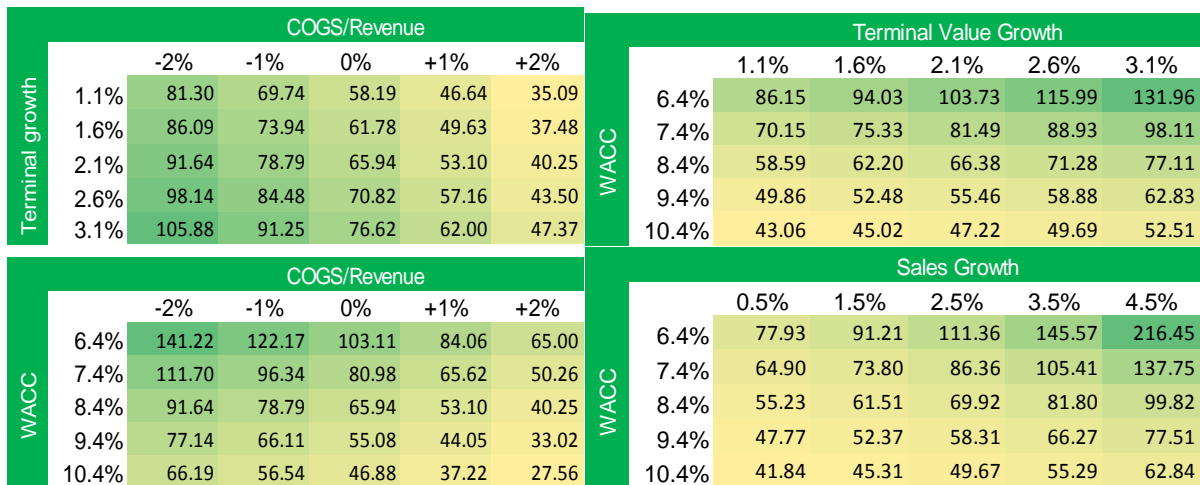 COGS/Revenue
-2% -1% 0% +1% +2%
Terminal growth
1.1% 81.30 69.74 58.19 46.64 35.09
1.6% 86.09 73.94 61.78 49.63 37.48
2.1% 91.64 78.79 65.94 53.10 40.25
2.6% 98.14 84.48 70.82 57.16 43.50
3.1% 105.88 91.25 76.62 62.00 47.37
Terminal Value Growth
1.1% 1.6% 2.1% 2.6% 3.1%
WACC
6.4% 86.15 94.03 103.73 115.99 131.96
7.4% 70.15 75.33 81.49 88.93 98.11
8.4% 58.59 62.20 66.38 71.28 77.11
9.4% 49.86 52.48 55.46 58.88 62.83
10.4% 43.06 45.02 47.22 49.69 52.51
COGS/Revenue
-2% -1% 0% +1% +2%
WACC
6.4% 141.22 122.17 103.11 84.06 65.00
7.4% 111.70 96.34 80.98 65.62 50.26
8.4% 91.64 78.79 65.94 53.10 40.25
9.4% 77.14 66.11 55.08 44.05 33.02
10.4% 66.19 56.54 46.88 37.22 27.56
Sales Growth
0.5% 1.5% 2.5% 3.5% 4.5%
WACC
6.4% 77.93 91.21 111.36 145.57 216.45
7.4% 64.90 73.80 86.36 105.41 137.75
8.4% 55.23 61.51 69.92 81.80 99.82
9.4% 47.77 52.37 58.31 66.27 77.51
10.4% 41.84 45.31 49.67 55.29 62.84